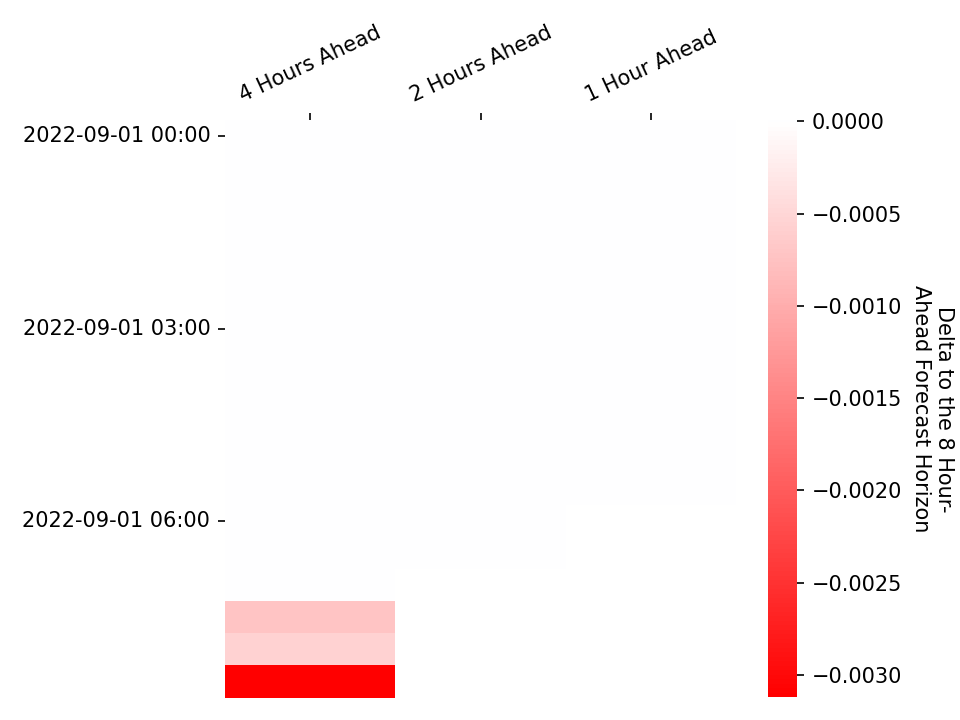 4 Hours Ahead
2 Hours Ahead
1 Hour Ahead
2022-09-01 00:00
2022-09-01 03:00
2022-09-01 06:00
0.0000
−0.0005
−0.0010
−0.0015
−0.0020
−0.0025
−0.0030
Delta to the 8 Hour-
Ahead Forecast Horizon